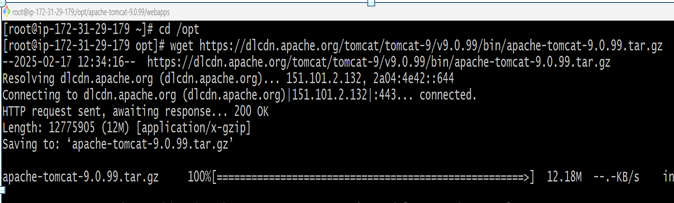 root@ip-172-31-29-179:/opt/apache-tomcat-9.0.99/webapps
[root@ip-172-31-29-179 ~]# cd /opt
[root@ip-172-31-29-179 opt]# wget https://dlcdn.apache.org/tomcat/tomcat-9/v9.0.99/bin/apache-tomcat-9.0.99.tar.gz
--2025-02-17 12:34:16--  https://dlcdn.apache.org/tomcat/tomcat-9/v9.0.99/bin/apache-tomcat-9.0.99.tar.gz
Resolving dlcdn.apache.org (dlcdn.apache.org)... 151.101.2.132, 2a04:4e42::644
Connecting to dlcdn.apache.org (dlcdn.apache.org)|151.101.2.132|:443... connected.
HTTP request sent, awaiting response... 200 OK
Length: 12775905 (12M) [application/x-gzip]
Saving to: ‘apache-tomcat-9.0.99.tar.gz’
apache-tomcat-9.0.99.tar.gz    100%[==================================================>]  12.18M  --.-KB/s    in